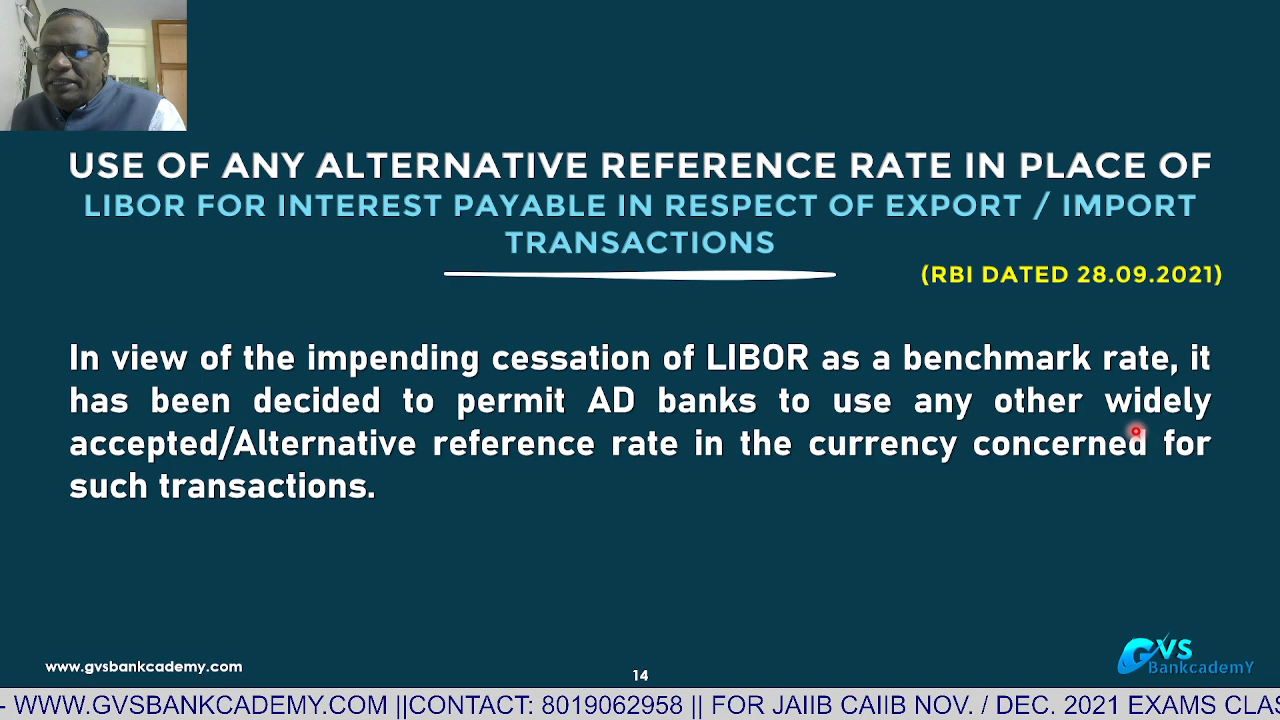 USE OF ANY ALTERNATIVE REFERENCE RATE IN PLACE OF
LIBOR FOR INTEREST PAYABLE IN RESPECT OF EXPORT / IMPORT
TRANSACTIONS
(RBI DATED 28.09.2021)
In view of the impending cessation of LIBOR as a benchmark rate, it
has been decided to permit AD banks to use any other widely
accepted/Alternative reference rate in the currency concerned for
such transactions.
www.gvsbankcademy.com
14
GVS
BankcademY
- WWW.GVSBANKCADEMY.COM ||CONTACT: 8019062958 || FOR JAIIB CAIIB NOV. / DEC. 2021 EXAMS CLAS